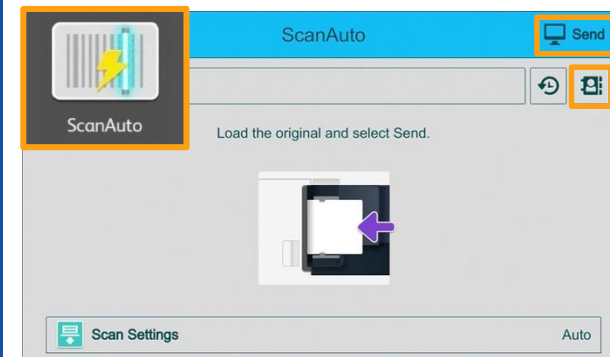 ScanAuto
Send
ScanAuto
Load the original and select Send.
Scan Settings
Auto